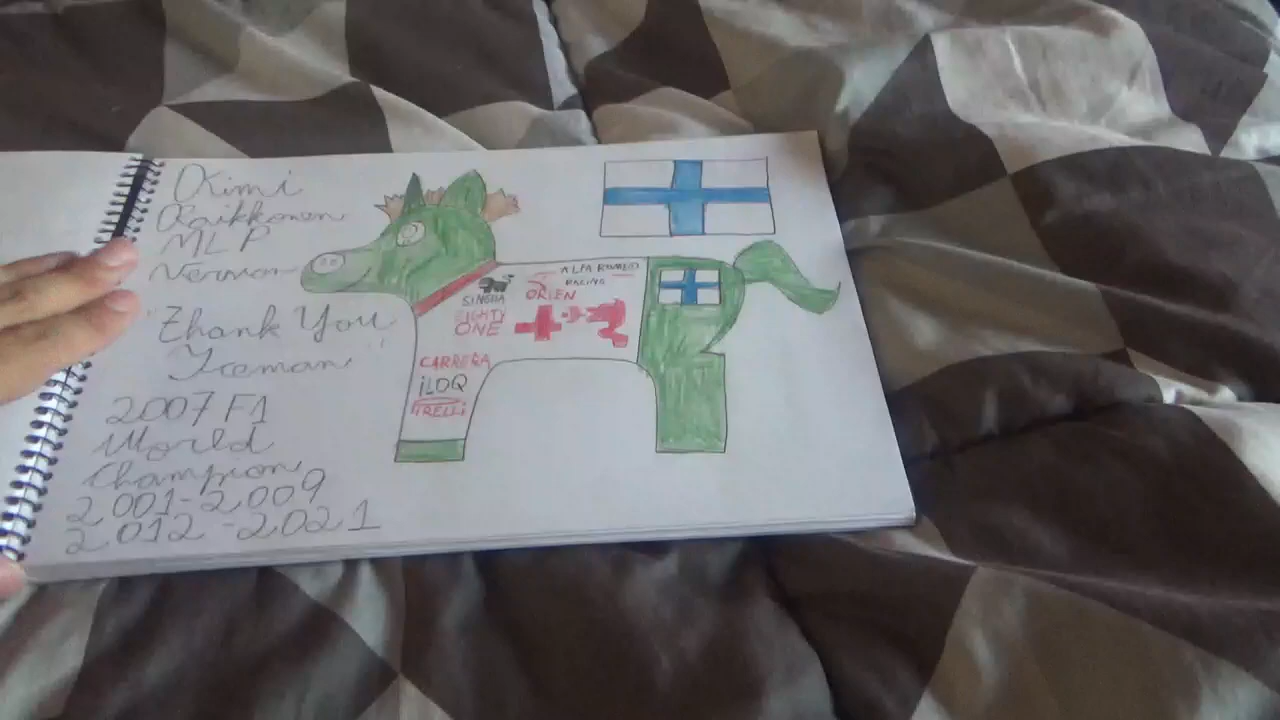 Kimi
Raikkonen
MLP
Version
Thank You
Iceman
2007 F1
World
Champion
2001-2009
2012-2021
ALFA ROMEO
RACING
ORLEN
SINGHA
EIGHTY
ONE
CARRERA
iLOQ
PIRELLI